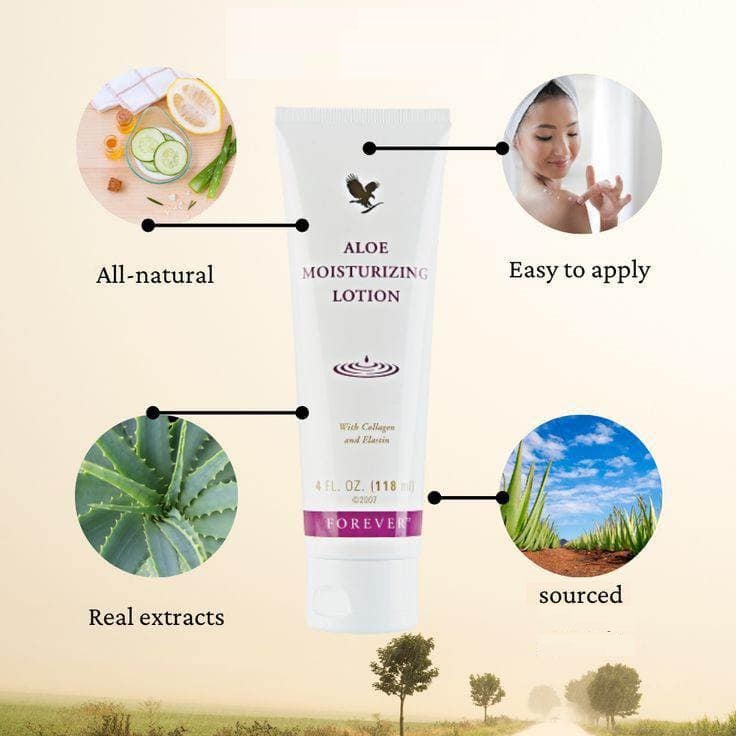 All-natural
Easy to apply
ALOE
MOISTURIZING
LOTION
With Collagen
and Elastin
4 FL. OZ. (118 ml)
©2007
FOREVER
Real extracts
sourced